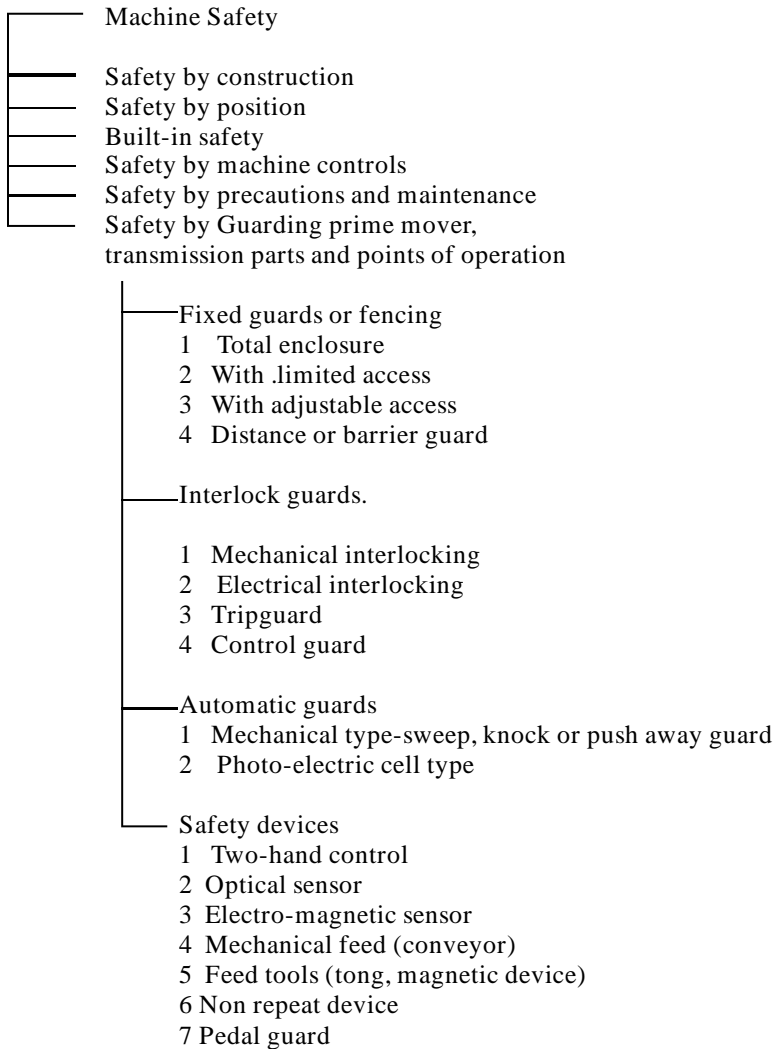 Machine Safety
Safety by construction
Safety by position
Built-in safety
Safety by machine controls
Safety by precautions and maintenance
Safety by Guarding prime mover,
transmission parts and points of operation
Fixed guards or fencing
1 Total enclosure
2 With .limited access
3 With adjustable access
4 Distance or barrier guard
Interlock guards.
1 Mechanical interlocking
2 Electrical interlocking
3 Tripguard
4 Control guard
Automatic guards
1 Mechanical type-sweep, knock or push away guard
2 Photo-electric cell type
Safety devices
1 Two-hand control
2 Optical sensor
3 Electro-magnetic sensor
4 Mechanical feed (conveyor)
5 Feed tools (tong, magnetic device)
6 Non repeat device
7 Pedal guard